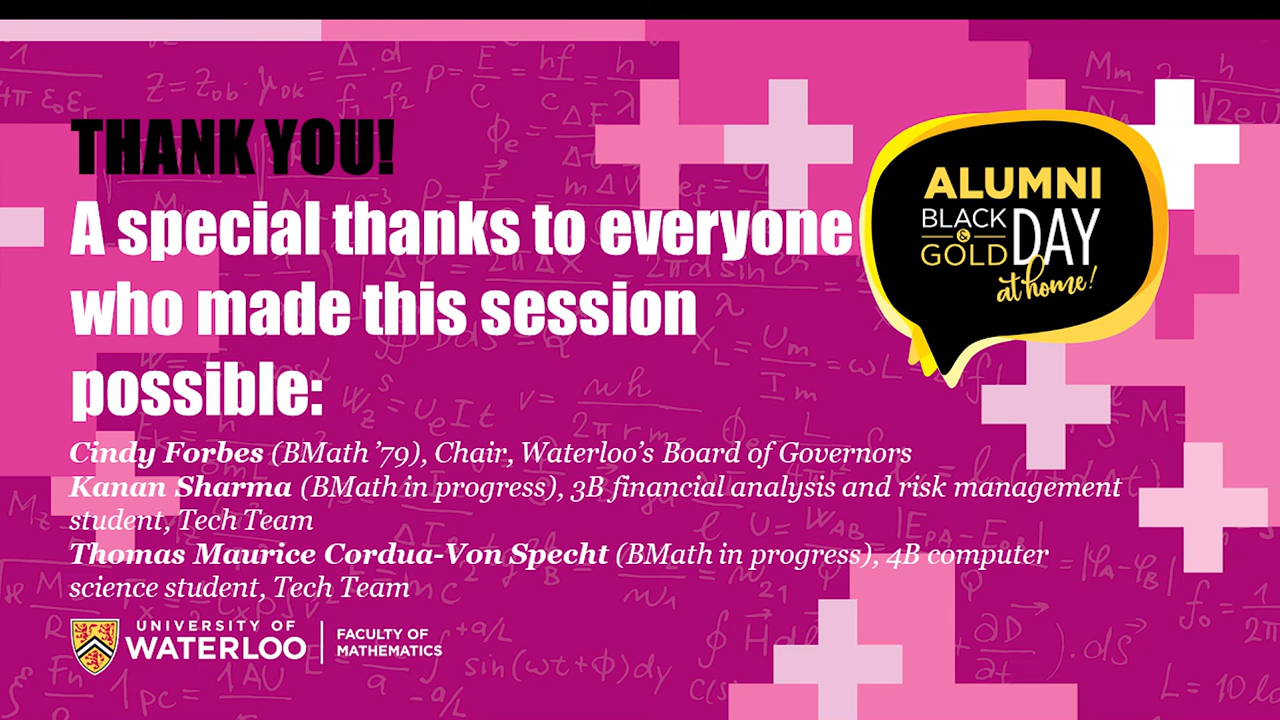 THANK YOU!
A special thanks to everyone
who made this session
possible:
Cindy Forbes (BMath ’79), Chair, Waterloo’s Board of Governors
Kanan Sharma (BMath in progress), 3B financial analysis and risk management
student, Tech Team
Thomas Maurice Cordua-Von Specht (BMath in progress), 4B computer
science student, Tech Team
UNIVERSITY OF
WATERLOO
FACULTY OF
MATHEMATICS
ALUMNI
BLACK
&
GOLD
DAY
at home!